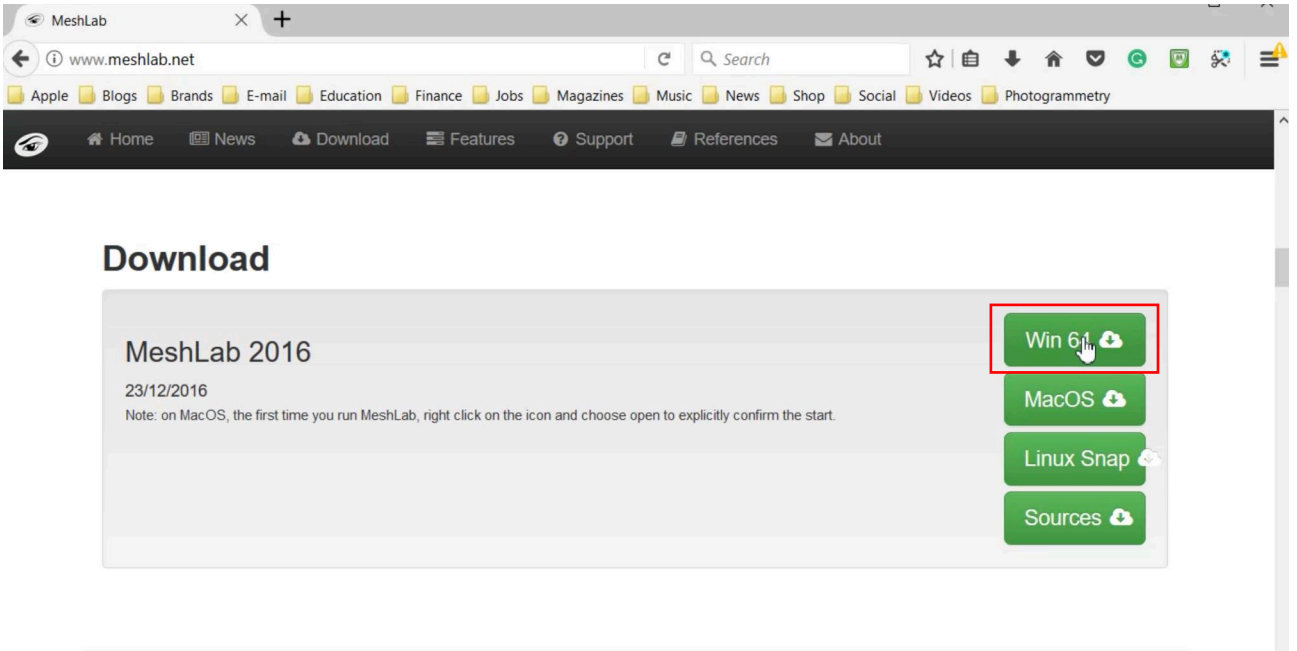 MeshLab
www.meshlab.net
Search
Apple Blogs Brands E-mail Education Finance Jobs Magazines Music News Shop Social Videos Photogrammetry
Home News Download Features Support References About
Download
MeshLab 2016
23/12/2016
Note: on MacOS, the first time you run MeshLab, right click on the icon and choose open to explicitly confirm the start.
Win 64
MacOS
Linux Snap
Sources